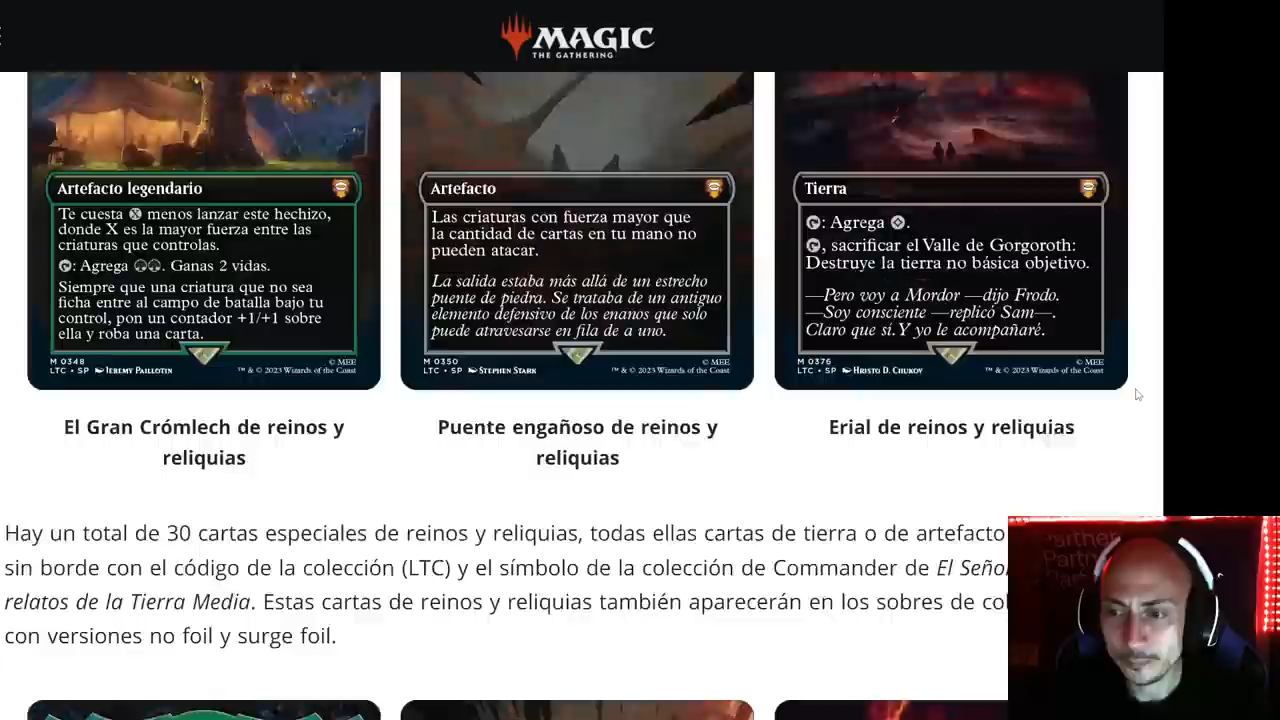 MAGIC
THE GATHERING
Artefacto legendario
Te cuesta X menos lanzar este hechizo,
donde X es la mayor fuerza entre las
criaturas que controlas.
: Agrega . Ganas 2 vidas.
Siempre que una criatura que no sea
ficha entre al campo de batalla bajo tu
control, pon un contador +1/+1 sobre
ella y roba una carta.
M 0348
LTC • SP JEREMY PAILLOTIN
© MEE
™ & © 2023 Wizards of the Coast
Artefacto
Las criaturas con fuerza mayor que
la cantidad de cartas en tu mano no
pueden atacar.
La salida estaba más allá de un estrecho
puente de piedra. Se trataba de un antiguo
elemento defensivo de los enanos que solo
puede atravesarse en fila de a uno.
M 0350
LTC • SP STEPHEN STARK
© MEE
™ & © 2023 Wizards of the Coast
Tierra
: Agrega .
, sacrificar el Valle de Gorgoroth:
Destruye la tierra no básica objetivo.
—Pero voy a Mordor —dijo Frodo.
—Soy consciente —replicó Sam—.
Claro que sí. Y yo le acompañaré.
M 0376
LTC • SP HRISTO D. CHUKOV
© MEE
™ & © 2023 Wizards of the Coast
El Gran Crómlech de reinos y
reliquias
Puente engañoso de reinos y
reliquias
Erial de reinos y reliquias
Hay un total de 30 cartas especiales de reinos y reliquias, todas ellas cartas de tierra o de artefacto
sin borde con el código de la colección (LTC) y el símbolo de la colección de Commander de El Seño
relatos de la Tierra Media. Estas cartas de reinos y reliquias también aparecerán en los sobres de co
con versiones no foil y surge foil.